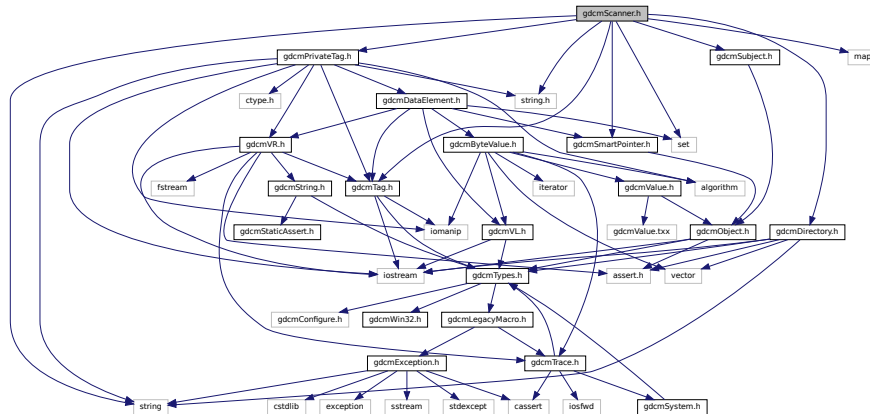 gdcmScanner.h
gdcmPrivateTag.h
gdcmSubject.h
map
ctype.h
gdcmDataElement.h
string.h
gdcmVR.h
gdcmByteValue.h
gdcmSmartPointer.h
set
fstream
gdcmString.h
gdcmTag.h
iterator
gdcmValue.h
algorithm
gdcmStaticAssert.h
iomanip
gdcmVL.h
gdcmValue.txx
gdcmObject.h
gdcmDirectory.h
iostream
gdcmTypes.h
assert.h
vector
gdcmConfigure.h
gdcmWin32.h
gdcmLegacyMacro.h
gdcmException.h
gdcmTrace.h
string
cstdlib
exception
sstream
stdexcept
cassert
iosfwd
gdcmSystem.h